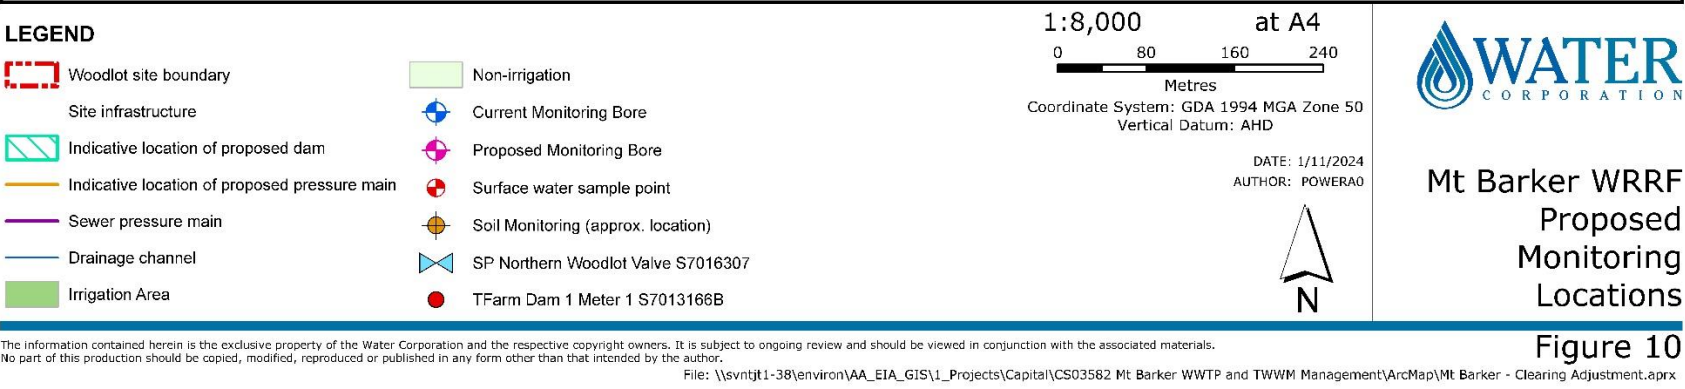 LEGEND
Woodlot site boundary
Site infrastructure
Indicative location of proposed dam
Indicative location of proposed pressure main
Sewer pressure main
Drainage channel
Irrigation Area
Non-irrigation
Current Monitoring Bore
Proposed Monitoring Bore
Surface water sample point
Soil Monitoring (approx. location)
SP Northern Woodlot Valve S7016307
TFarm Dam 1 Meter 1 S7013166B
1:8,000 at A4
0 80 160 240
Metres
Coordinate System: GDA 1994 MGA Zone 50
Vertical Datum: AHD
DATE: 1/11/2024
AUTHOR: POWERA0
N
WATER
CORPORATION
Mt Barker WRRF
Proposed
Monitoring
Locations
Figure 10
The information contained herein is the exclusive property of the Water Corporation and the respective copyright owners. It is subject to ongoing review and should be viewed in conjunction with the associated materials.
No part of this production should be copied, modified, reproduced or published in any form other than that intended by the author.
File: \\svntjt1-38\environ\AA_EIA_GIS\1_Projects\Capital\CS03582 Mt Barker WWTP and TWWM Management\ArcMap\Mt Barker - Clearing Adjustment.aprx